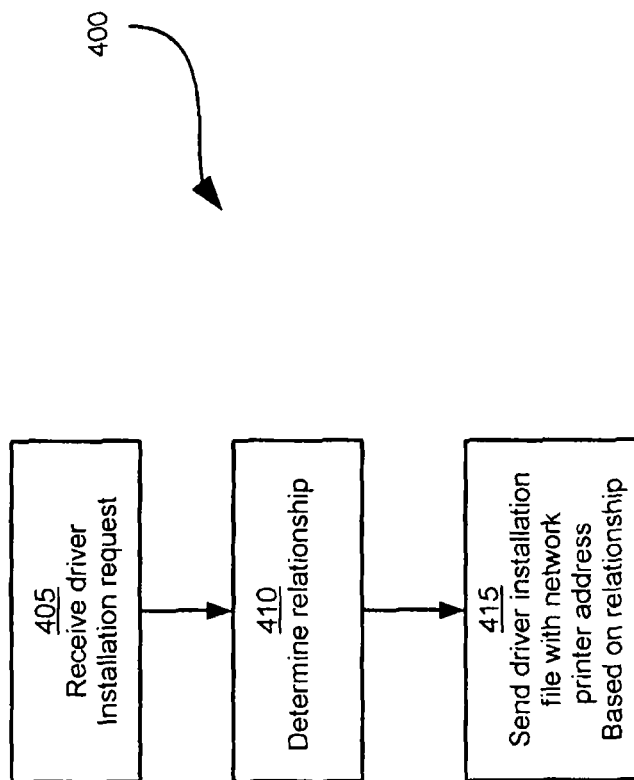 400
405
Receive driver
Installation request
410
Determine relationship
415
Send driver installation
file with network
printer address
Based on relationship